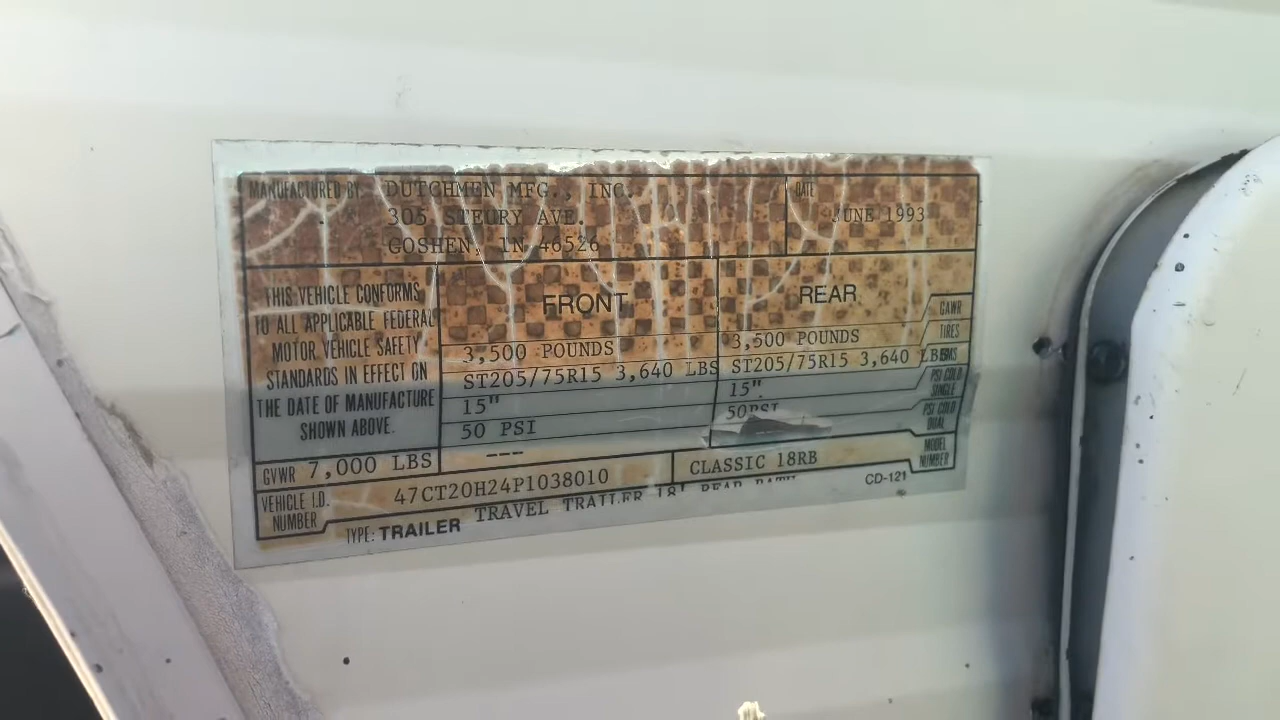 MANUFACTURED BY: DUTCHMEN MFG., INC.
305 STEURY AVE.
GOSHEN, IN 46526
DATE
JUNE 1993
THIS VEHICLE CONFORMS
TO ALL APPLICABLE FEDERAL
MOTOR VEHICLE SAFETY
STANDARDS IN EFFECT ON
THE DATE OF MANUFACTURE
SHOWN ABOVE.
FRONT
REAR
GAWR
3,500 POUNDS
3,500 POUNDS
TIRES
ST205/75R15 3,640 LBS
ST205/75R15 3,640 LBS
RIMS
15"
15".
PSI COLD
SINGLE
50 PSI
50PSI
PSI COLD
DUAL
---
GVWR 7,000 LBS
MODEL
NUMBER
CLASSIC 18RB
VEHICLE I.D.
NUMBER
47CT20H24P1038010
TYPE: TRAILER TRAVEL TRAILER 18' REAR BATH
CD-121